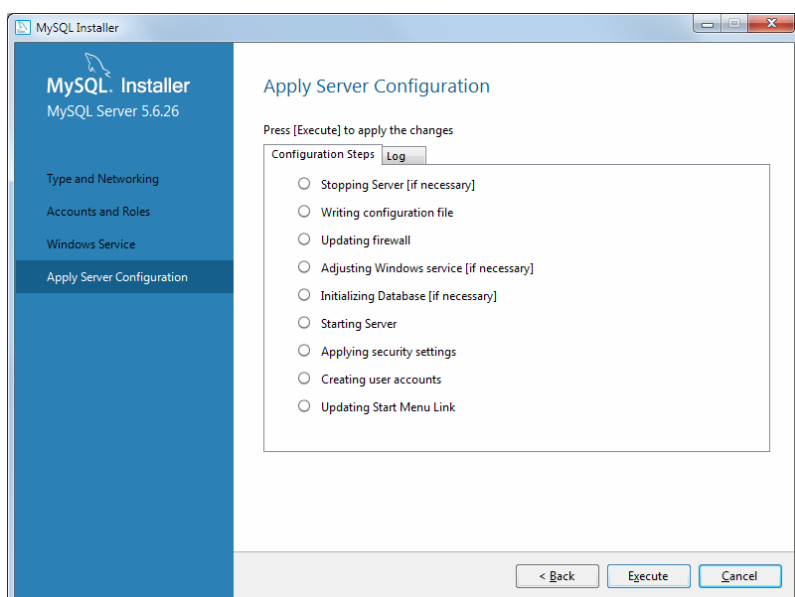 MySQL Installer
MySQL. Installer
MySQL Server 5.6.26
Type and Networking
Accounts and Roles
Windows Service
Apply Server Configuration
Apply Server Configuration
Press [Execute] to apply the changes
Configuration Steps Log
Stopping Server [if necessary]
Writing configuration file
Updating firewall
Adjusting Windows service [if necessary]
Initializing Database [if necessary]
Starting Server
Applying security settings
Creating user accounts
Updating Start Menu Link
< Back Execute Cancel